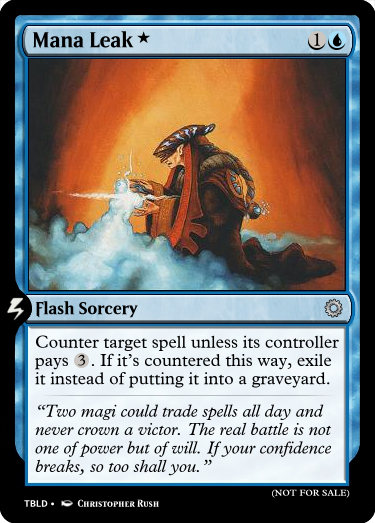 Mana Leak ★ 1
Flash Sorcery
Counter target spell unless its controller
pays 3. If it's countered this way, exile
it instead of putting it into a graveyard.
“Two magi could trade spells all day and
never crown a victor. The real battle is not
one of power but of will. If your confidence
breaks, so too shall you.”
(NOT FOR SALE)
TBLD • Christopher Rush